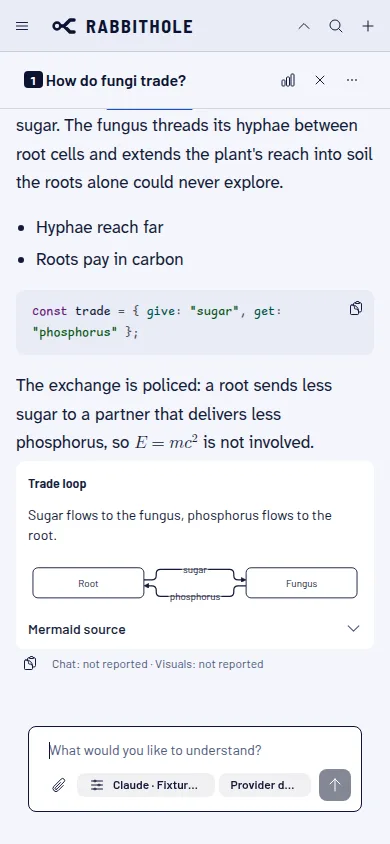 RABBITHOLE
1 How do fungi trade?
sugar. The fungus threads its hyphae between
root cells and extends the plant's reach into soil
the roots alone could never explore.
• Hyphae reach far
• Roots pay in carbon
const trade = { give: "sugar", get:
"phosphorus" };
The exchange is policed: a root sends less
sugar to a partner that delivers less
phosphorus, so E = mc² is not involved.
Trade loop
Sugar flows to the fungus, phosphorus flows to the
root.
sugar
Root
Fungus
phosphorus
Mermaid source
Chat: not reported · Visuals: not reported
What would you like to understand?
Claude · Fixtur...
Provider d...